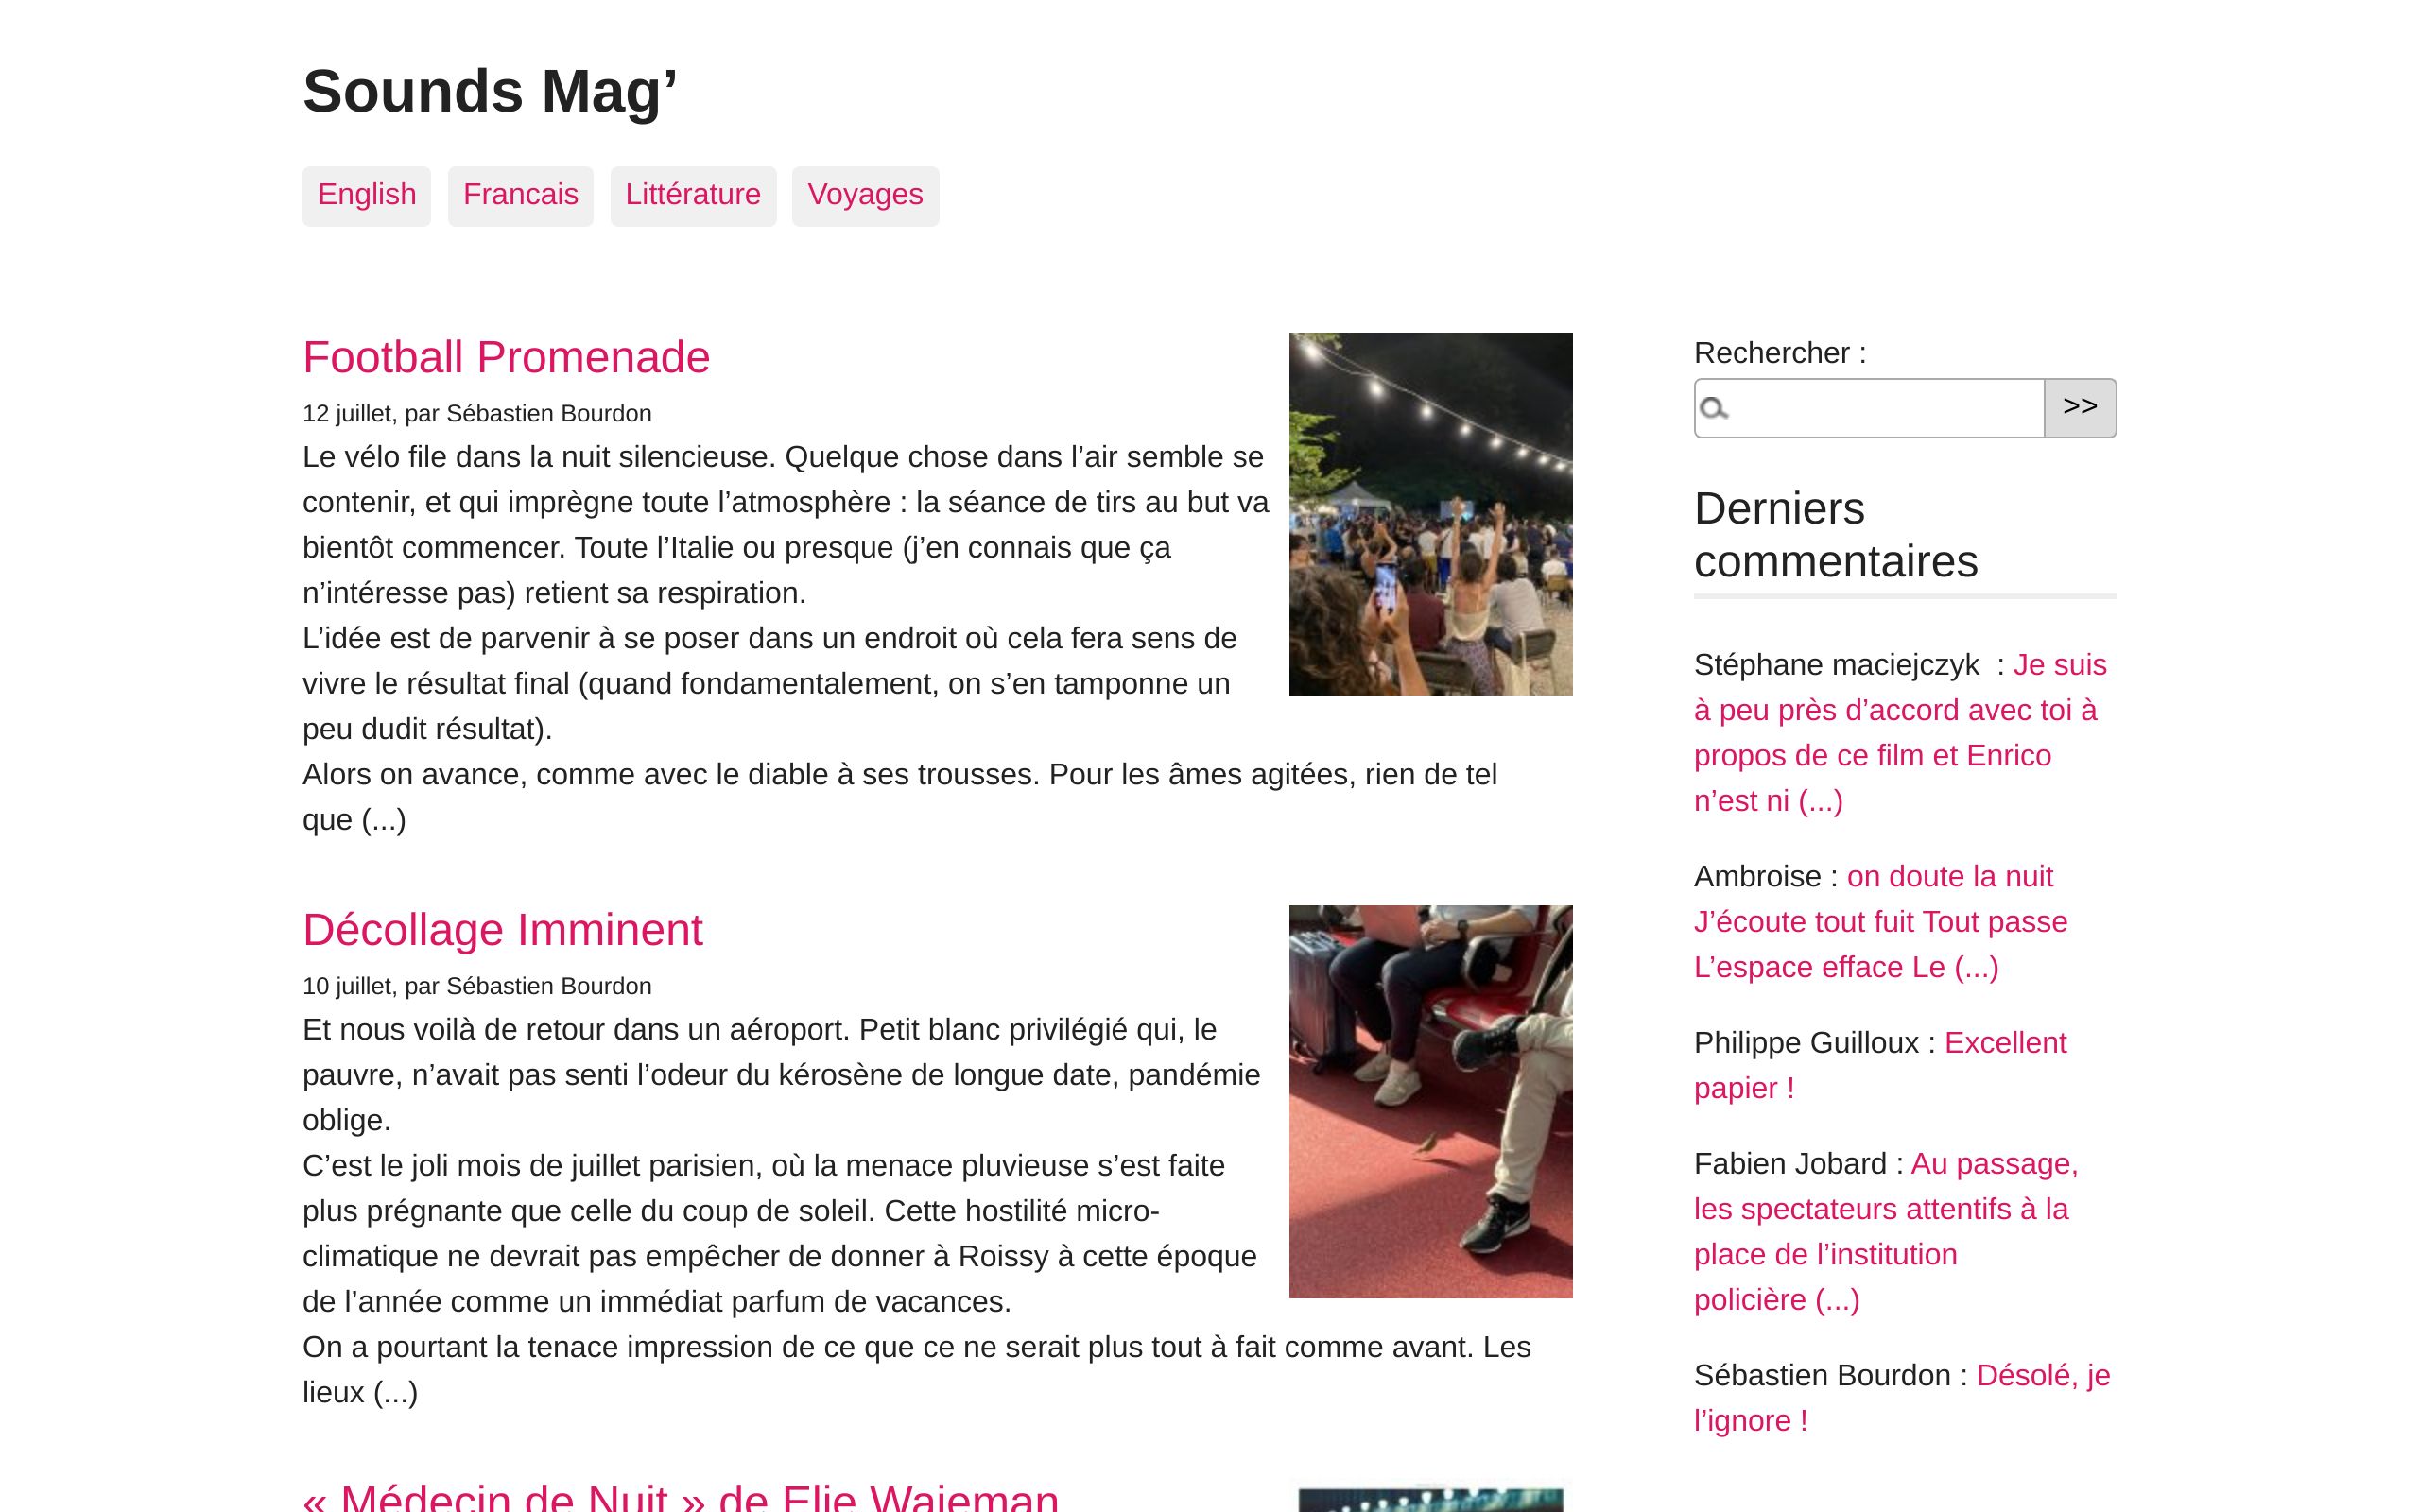 Sounds Mag’
English
Francais
Littérature
Voyages
Football Promenade
12 juillet, par Sébastien Bourdon
Le vélo file dans la nuit silencieuse. Quelque chose dans l’air semble se
contenir, et qui imprègne toute l’atmosphère : la séance de tirs au but va
bientôt commencer. Toute l’Italie ou presque (j’en connais que ça
n’intéresse pas) retient sa respiration.
L’idée est de parvenir à se poser dans un endroit où cela fera sens de
vivre le résultat final (quand fondamentalement, on s’en tamponne un
peu dudit résultat).
Alors on avance, comme avec le diable à ses trousses. Pour les âmes agitées, rien de tel
que (...)
Décollage Imminent
10 juillet, par Sébastien Bourdon
Et nous voilà de retour dans un aéroport. Petit blanc privilégié qui, le
pauvre, n’avait pas senti l’odeur du kérosène de longue date, pandémie
oblige.
C’est le joli mois de juillet parisien, où la menace pluvieuse s’est faite
plus prégnante que celle du coup de soleil. Cette hostilité micro-
climatique ne devrait pas empêcher de donner à Roissy à cette époque
de l’année comme un immédiat parfum de vacances.
On a pourtant la tenace impression de ce que ce ne serait plus tout à fait comme avant. Les
lieux (...)
« Médecin de Nuit » de Elie Wajeman
Rechercher :
>>
Derniers
commentaires
Stéphane maciejczyk  : Je suis
à peu près d’accord avec toi à
propos de ce film et Enrico
n’est ni (...)
Ambroise : on doute la nuit
J’écoute tout fuit Tout passe
L’espace efface Le (...)
Philippe Guilloux : Excellent
papier !
Fabien Jobard : Au passage,
les spectateurs attentifs à la
place de l’institution
policière (...)
Sébastien Bourdon : Désolé, je
l’ignore !